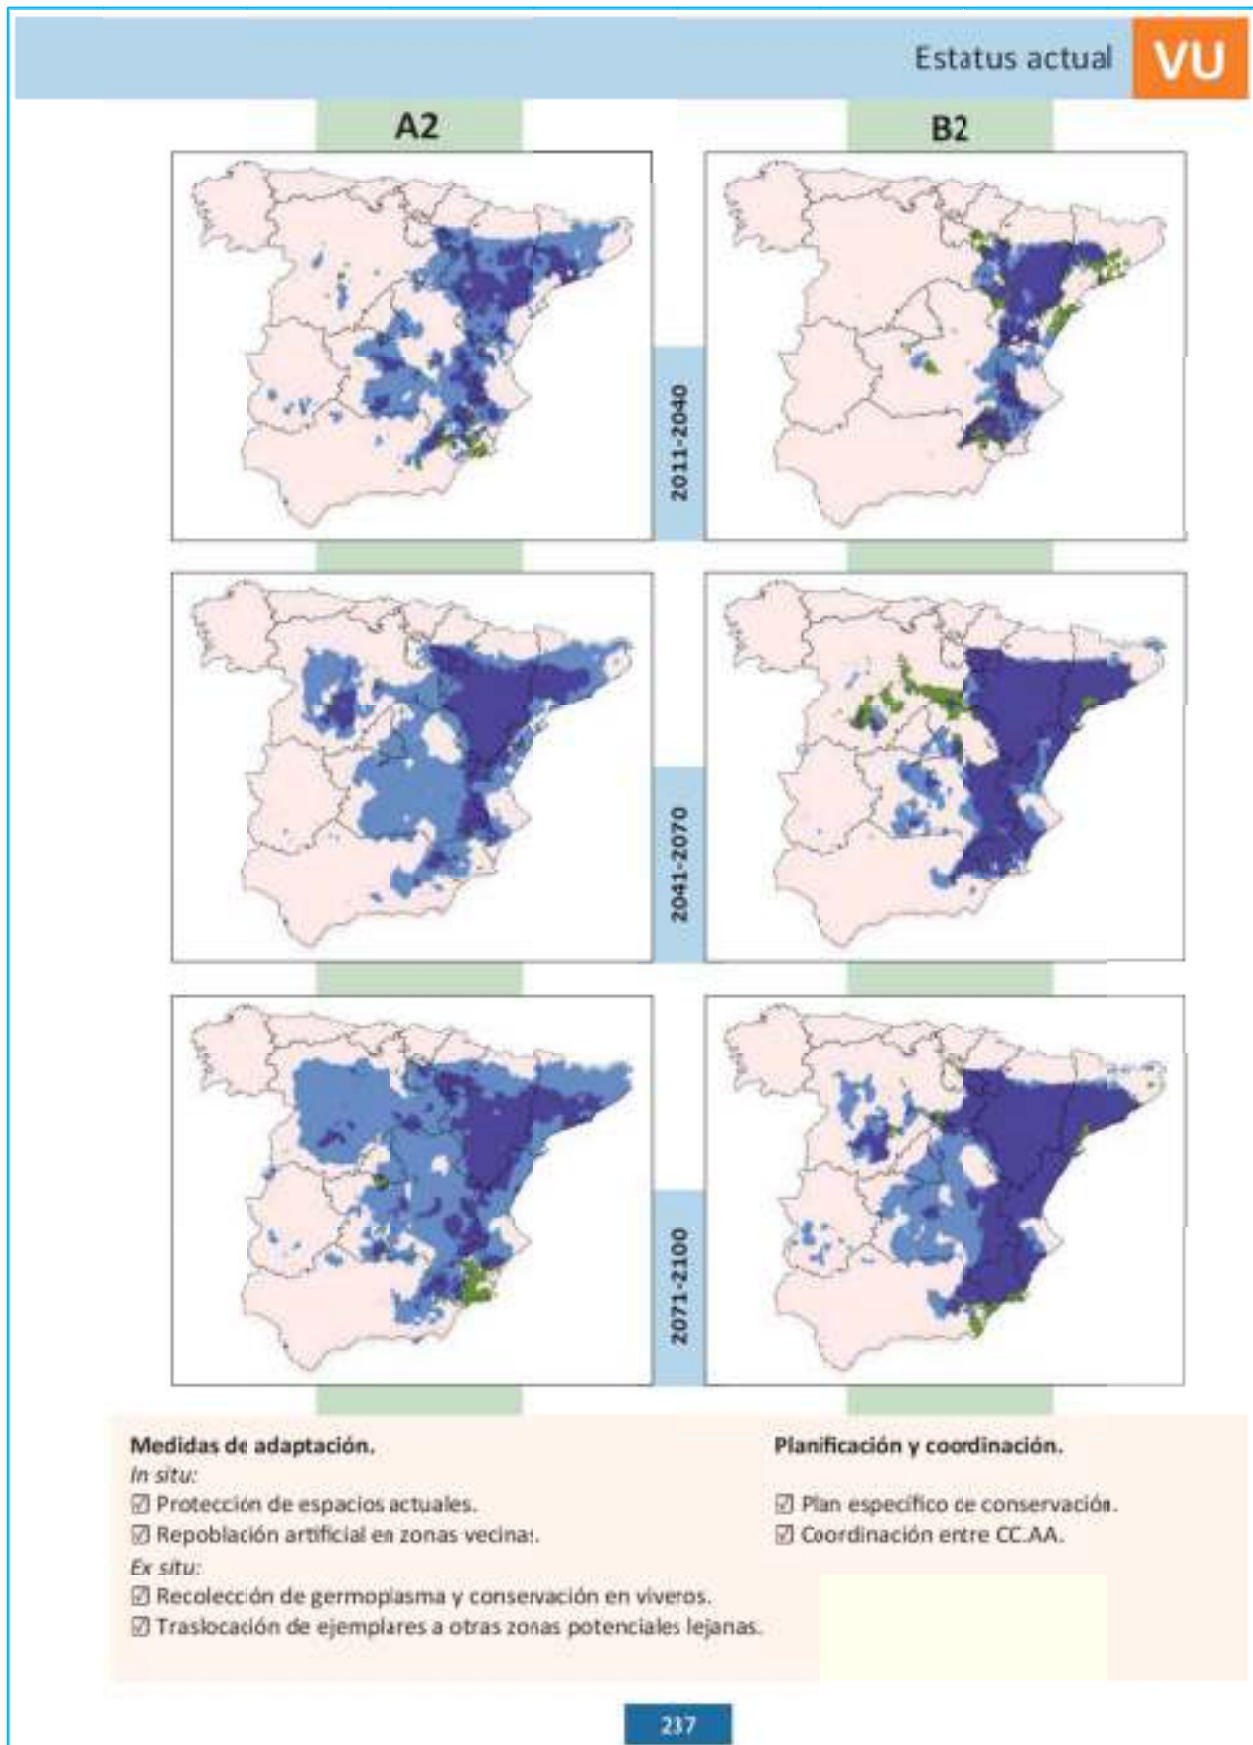 Estatus actual VU
A2 B2
2011-2040
2041-2070
2071-2100
Medidas de adaptación.
In situ:
☑ Protección de espacios actuales.
☑ Repoblación artificial en zonas vecinas.
Ex situ:
☑ Recolección de germoplasma y conservación en viveros.
☑ Traslocación de ejemplares a otras zonas potenciales lejanas.
Planificación y coordinación.
☑ Plan específico de conservación.
☑ Coordinación entre CC.AA.
237